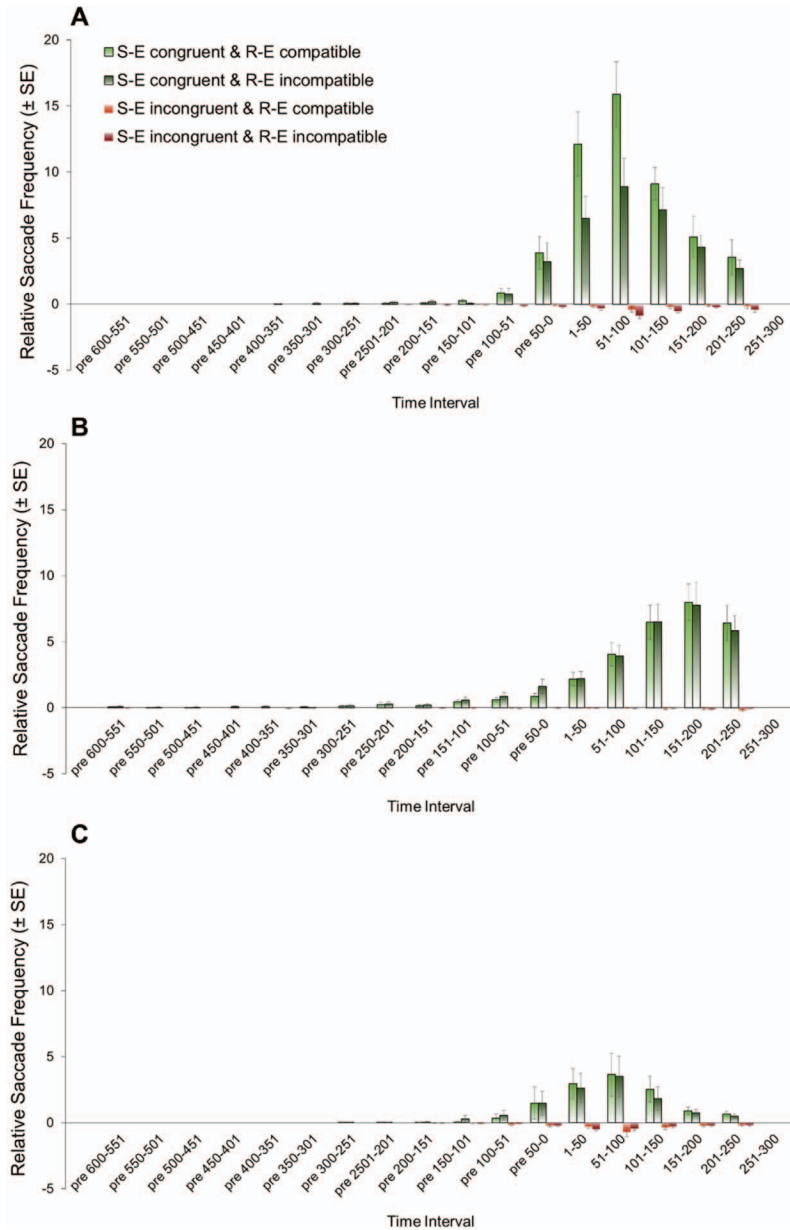 A
Relative Saccade Frequency (± SE)
20
15
10
5
0
-5
S-E congruent & R-E compatible
S-E congruent & R-E incompatible
S-E incongruent & R-E compatible
S-E incongruent & R-E incompatible
pre 600-551
pre 550-501
pre 500-451
pre 450-401
pre 400-351
pre 350-301
pre 300-251
pre 2501-201
pre 200-151
pre 150-101
pre 100-51
pre 50-0
1-50
51-100
101-150
151-200
201-250
251-300
Time Interval
B
Relative Saccade Frequency (± SE)
20
15
10
5
0
-5
pre 600-551
pre 550-501
pre 500-451
pre 450-401
pre 400-351
pre 350-301
pre 300-251
pre 250-201
pre 200-151
pre 151-101
pre 100-51
pre 50-0
1-50
51-100
101-150
151-200
201-250
251-300
Time Interval
C
Relative Saccade Frequency (± SE)
20
15
10
5
0
-5
pre 600-551
pre 550-501
pre 500-451
pre 450-401
pre 400-351
pre 350-301
pre 300-251
pre 2501-201
pre 200-151
pre 150-101
pre 100-51
pre 50-0
1-50
51-100
101-150
151-200
201-250
251-300
Time Interval